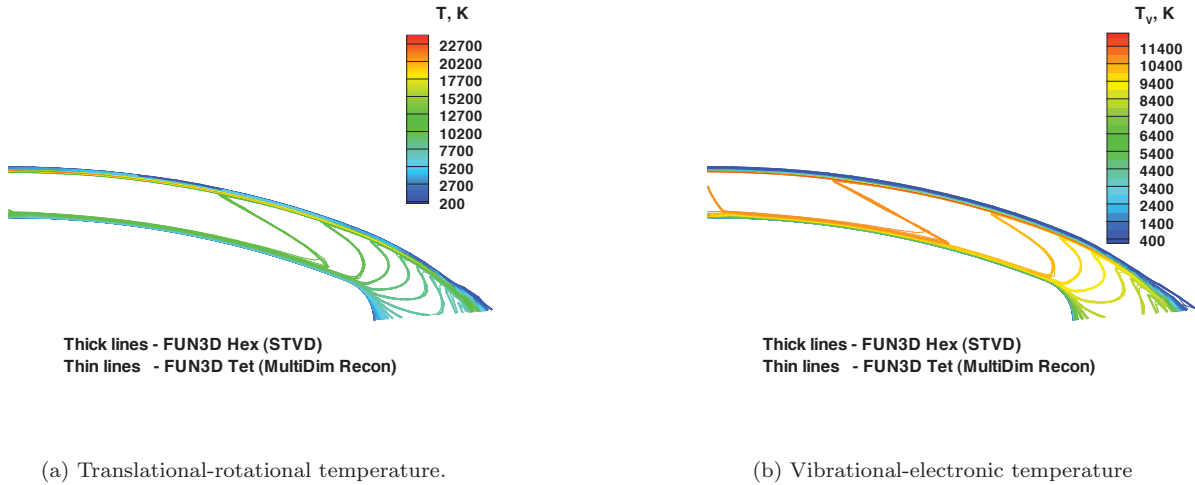 T, K
22700
20200
17700
15200
12700
10200
7700
5200
2700
200
Thick lines - FUN3D Hex (STVD)
Thin lines - FUN3D Tet (MultiDim Recon)
(a) Translational-rotational temperature.
Tᵥ, K
11400
10400
9400
8400
7400
6400
5400
4400
3400
2400
1400
400
Thick lines - FUN3D Hex (STVD)
Thin lines - FUN3D Tet (MultiDim Recon)
(b) Vibrational-electronic temperature